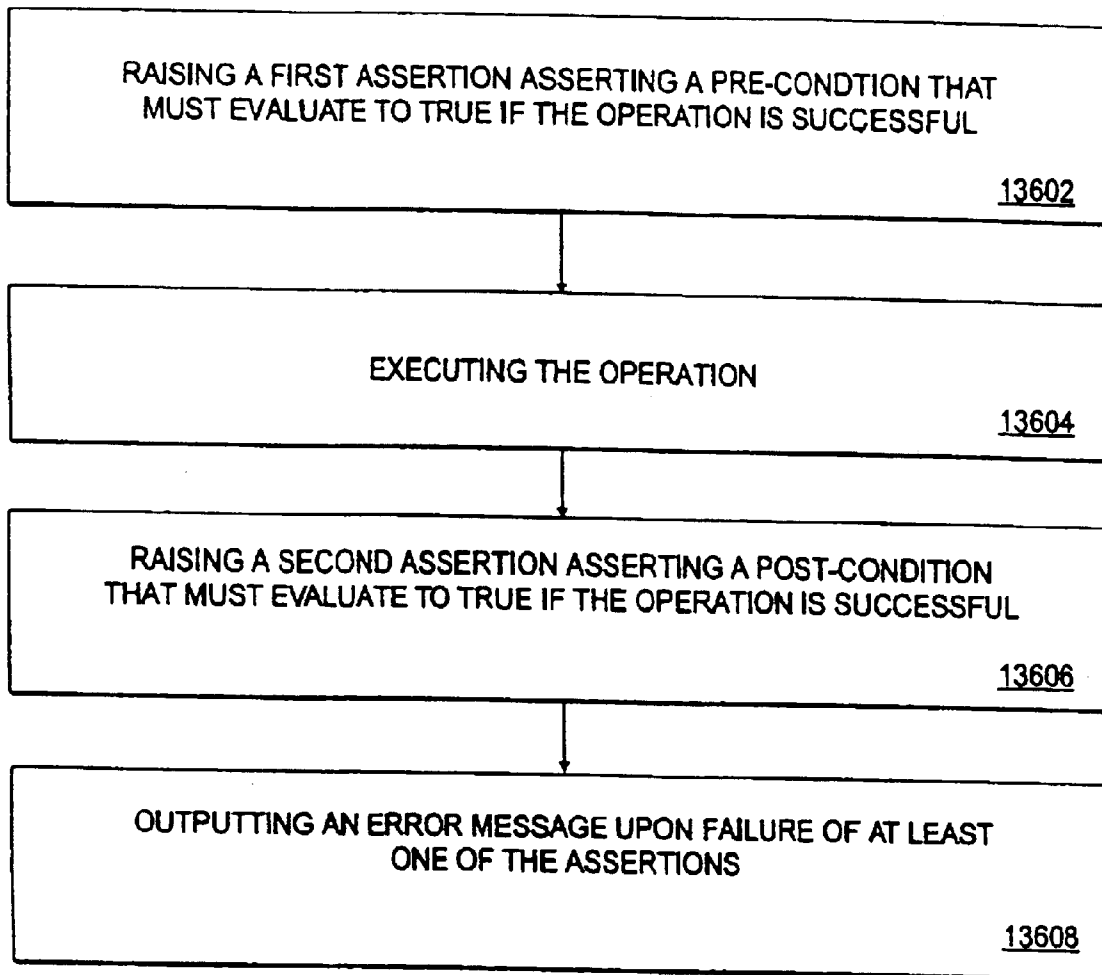 RAISING A FIRST ASSERTION ASSERTING A PRE-CONDTION THAT
MUST EVALUATE TO TRUE IF THE OPERATION IS SUCCESSFUL
13602
EXECUTING THE OPERATION
13604
RAISING A SECOND ASSERTION ASSERTING A POST-CONDITION
THAT MUST EVALUATE TO TRUE IF THE OPERATION IS SUCCESSFUL
13606
OUTPUTTING AN ERROR MESSAGE UPON FAILURE OF AT LEAST
ONE OF THE ASSERTIONS
13608